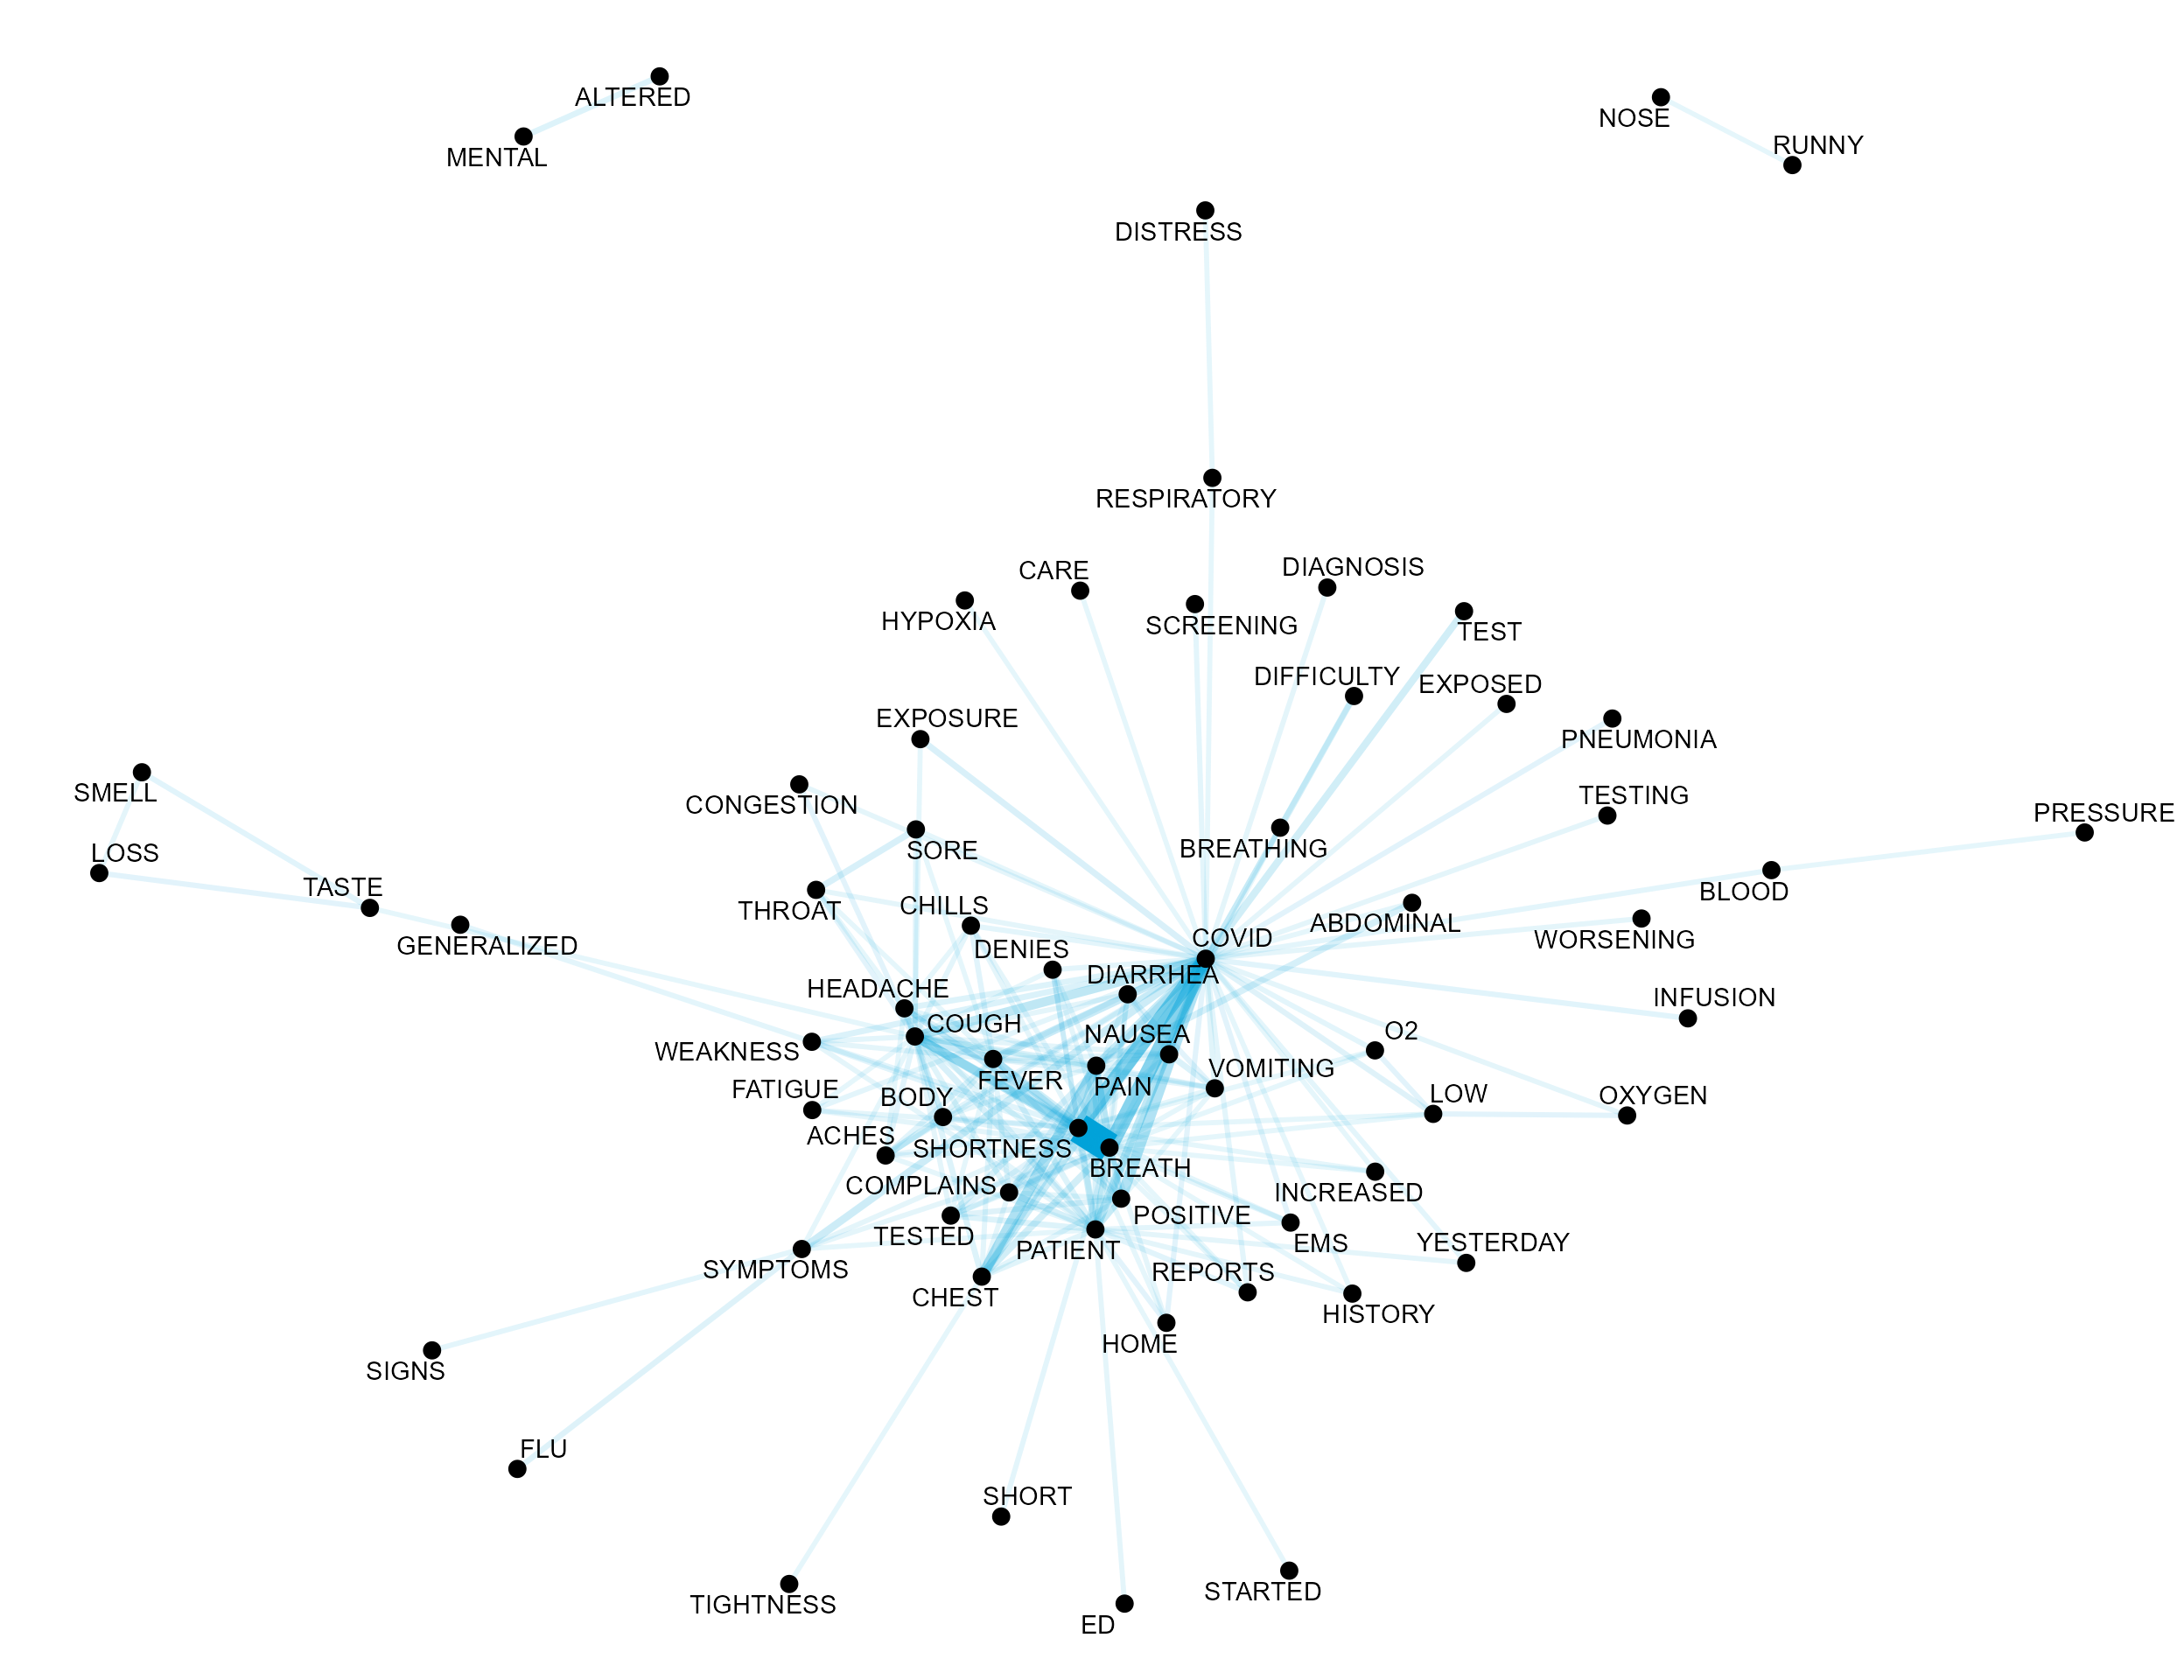 ALTERED
NOSE
RUNNY
MENTAL
DISTRESS
RESPIRATORY
CARE
DIAGNOSIS
HYPOXIA
SCREENING
TEST
DIFFICULTY
EXPOSED
EXPOSURE
PNEUMONIA
SMELL
CONGESTION
TESTING
PRESSURE
LOSS
SORE
BREATHING
TASTE
BLOOD
THROAT
CHILLS
ABDOMINAL
GENERALIZED
DENIES
COVID
WORSENING
HEADACHE
DIARRHEA
INFUSION
COUGH
NAUSEA
O2
WEAKNESS
FEVER
PAIN
VOMITING
FATIGUE
BODY
LOW
OXYGEN
ACHES
SHORTNESS
BREATH
COMPLAINS
INCREASED
TESTED
PATIENT
POSITIVE
EMS
YESTERDAY
SYMPTOMS
REPORTS
CHEST
HISTORY
HOME
SIGNS
FLU
SHORT
TIGHTNESS
STARTED
ED